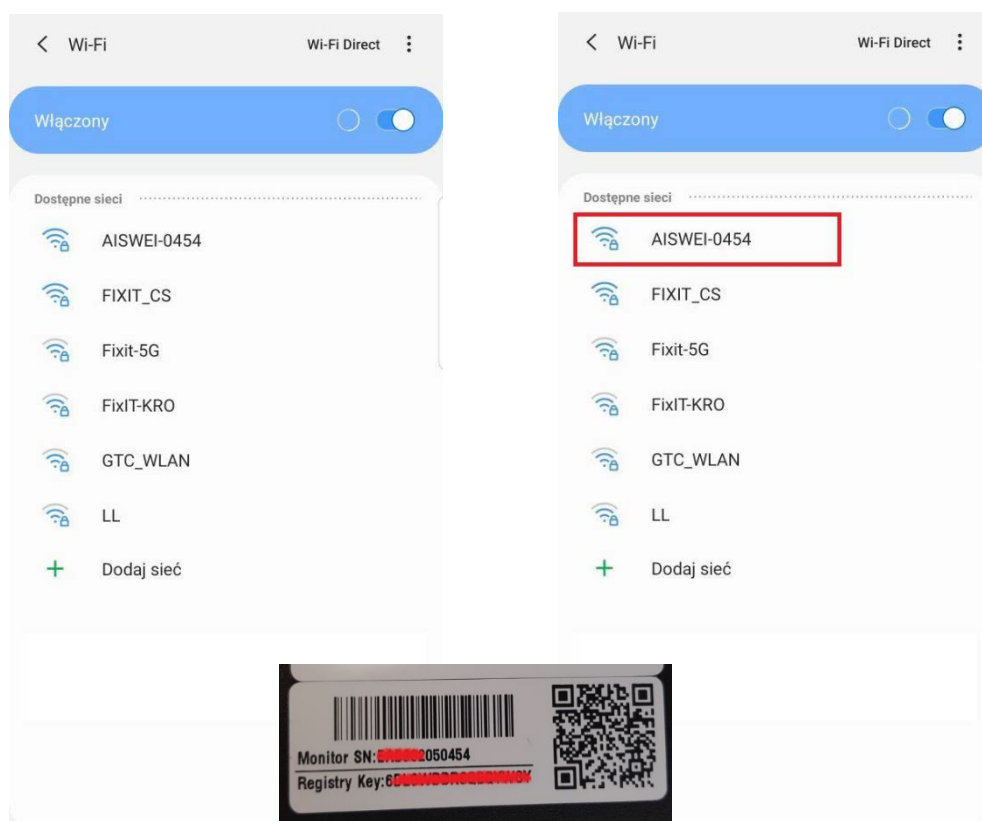 Wi-Fi
Wi-Fi Direct
Włączony
Dostępne sieci
AISWEI-0454
FIXIT_CS
Fixit-5G
FixIT-KRO
GTC_WLAN
LL
Dodaj sieć
Wi-Fi
Wi-Fi Direct
Włączony
Dostępne sieci
AISWEI-0454
FIXIT_CS
Fixit-5G
FixIT-KRO
GTC_WLAN
LL
Dodaj sieć
Monitor SN: 050454
Registry Key: